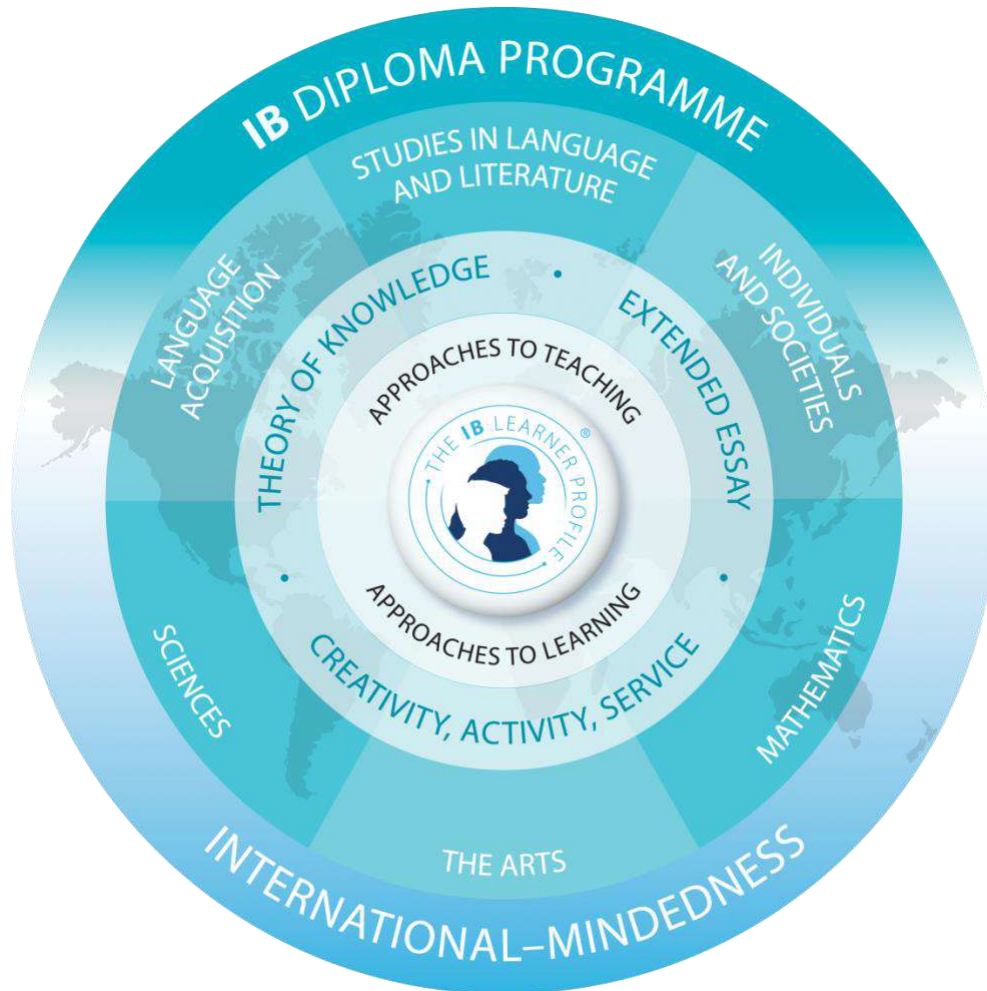 IB DIPLOMA PROGRAMME
STUDIES IN LANGUAGE
AND LITERATURE
LANGUAGE
ACQUISITION
INDIVIDUALS
AND SOCIETIES
THEORY OF KNOWLEDGE
•
EXTENDED ESSAY
APPROACHES TO TEACHING
THE IB LEARNER PROFILE ®
APPROACHES TO LEARNING
•
CREATIVITY, ACTIVITY, SERVICE
•
SCIENCES
MATHEMATICS
THE ARTS
INTERNATIONAL–MINDEDNESS